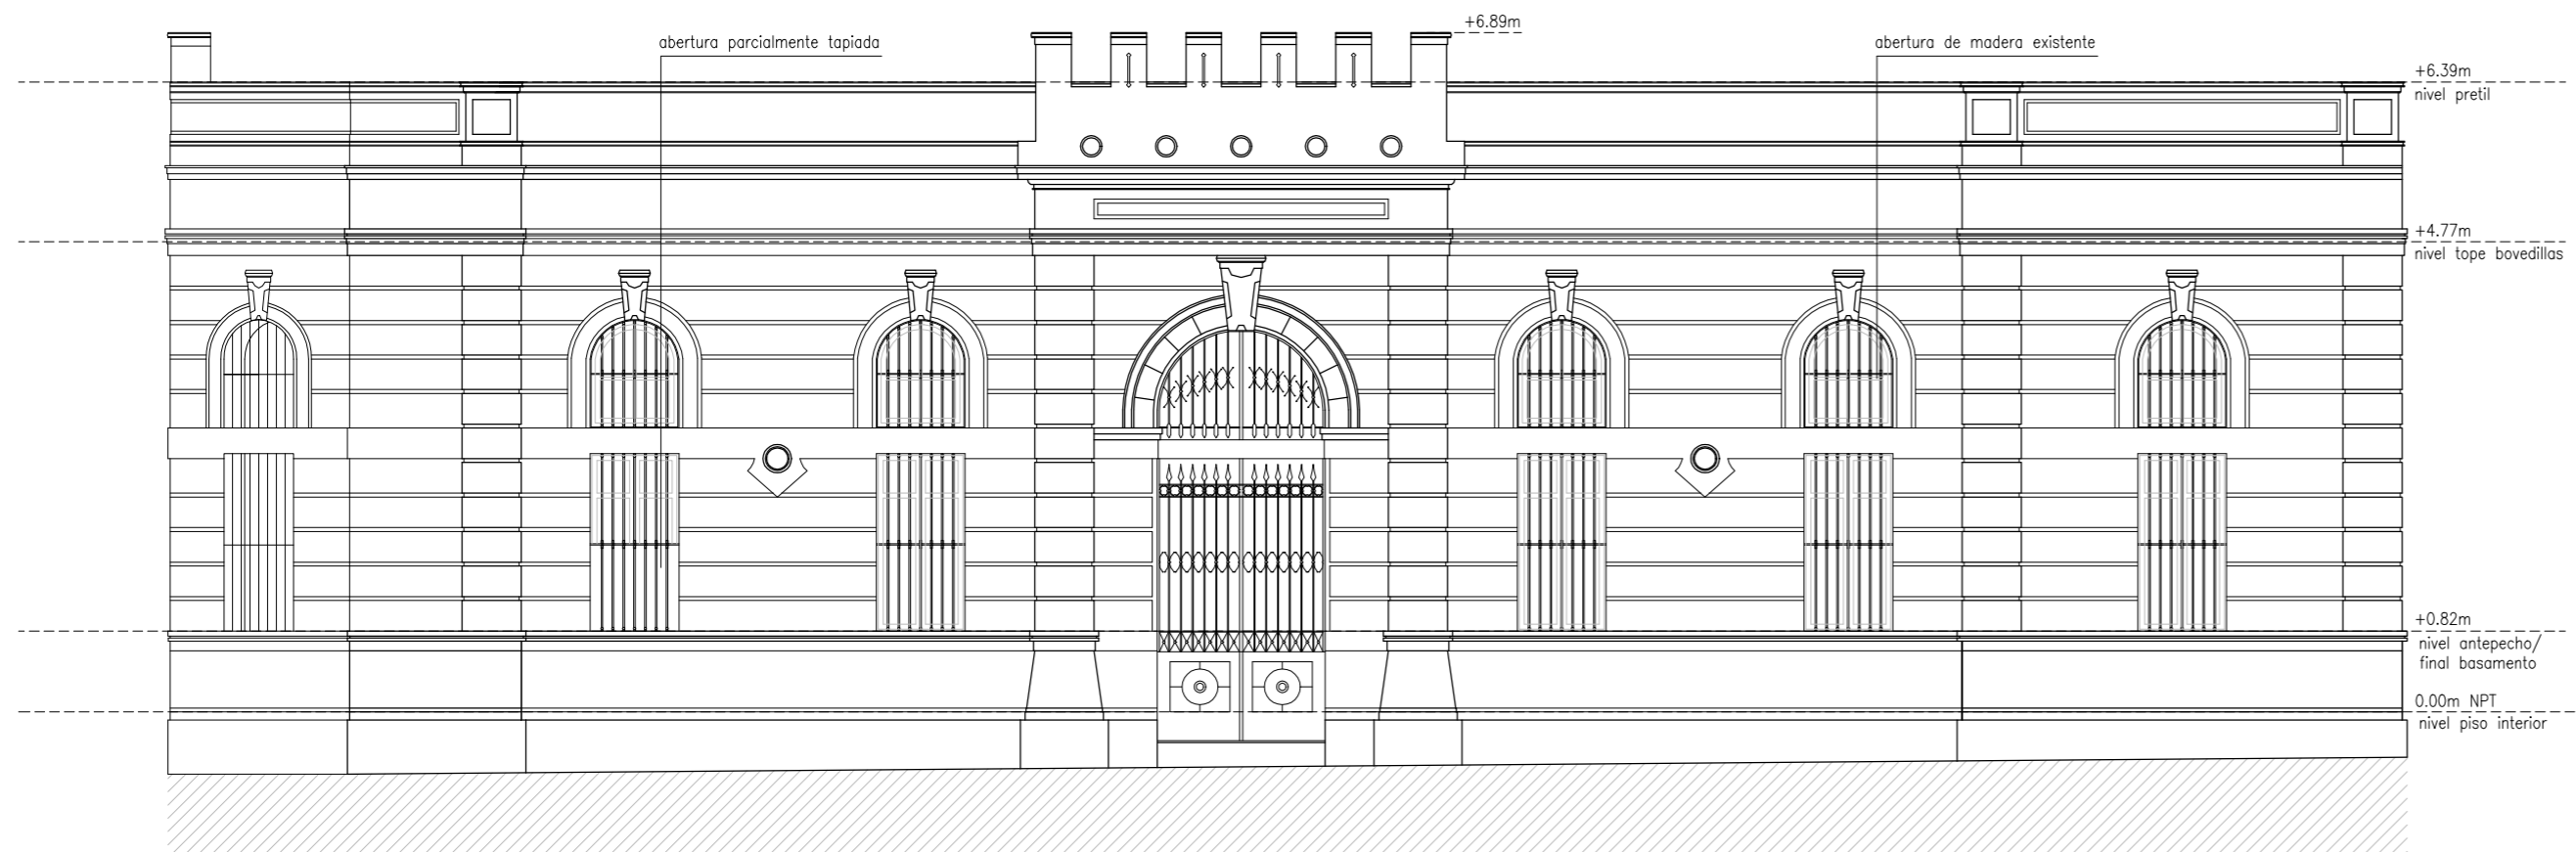 +6.89m
abertura parcialmente tapiada
abertura de madera existente
+6.39m
nivel pretil
+4.77m
nivel tope bovedillas
+0.82m
nivel antepecho/
final basamento
0.00m NPT
nivel piso interior